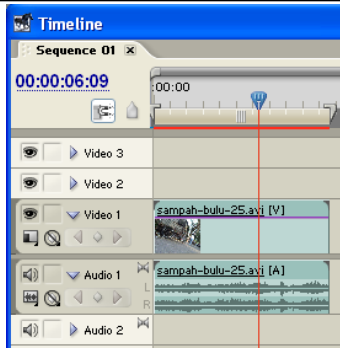 Timeline
Sequence 01
00:00:06:09
:00:00
Video 3
Video 2
Video 1
sampah-bulu-25.avi [V]
Audio 1
sampah-bulu-25.avi [A]
L
R
Audio 2